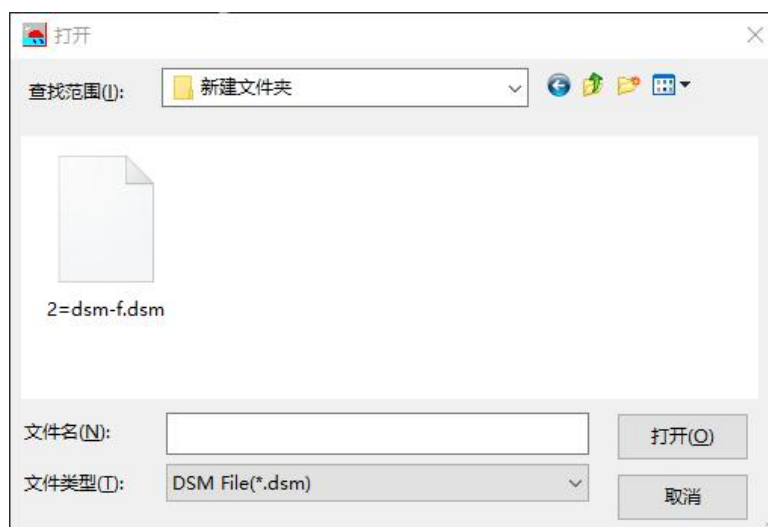 打开
查找范围(I): 新建文件夹
2=dsm-f.dsm
文件名(N): 打开(O)
文件类型(T): DSM File(*.dsm)
取消